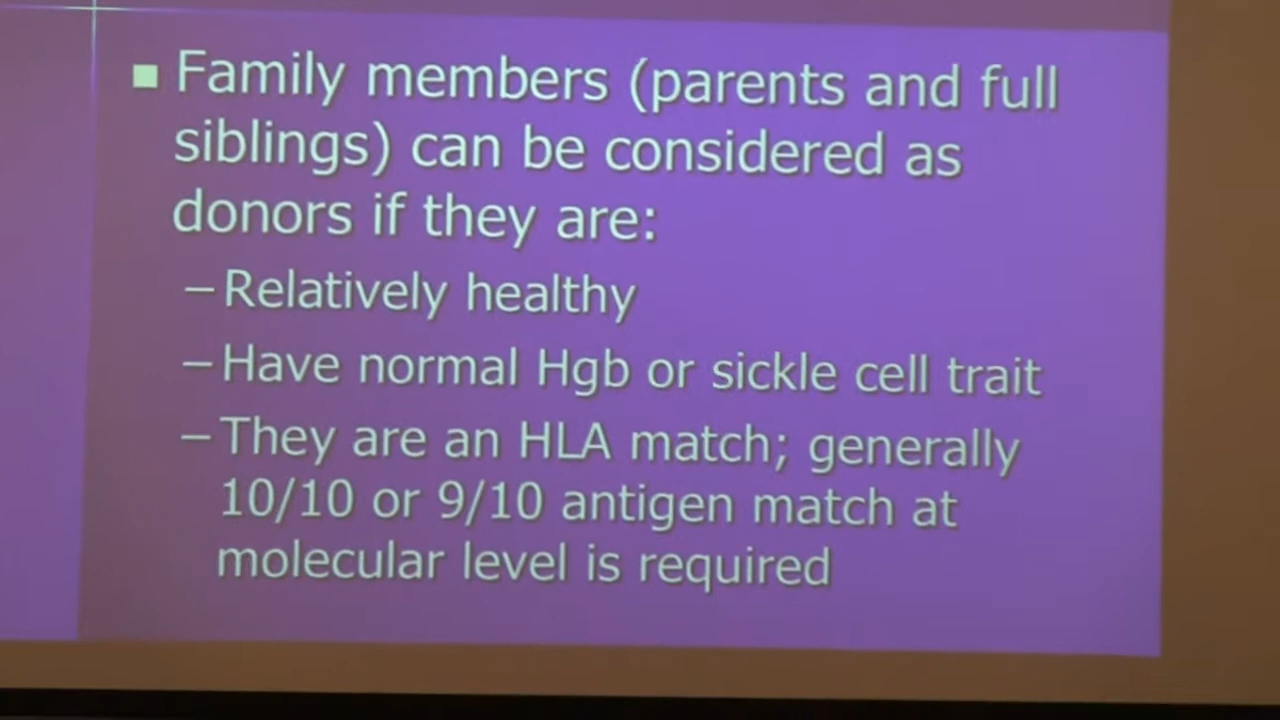 ▪ Family members (parents and full
siblings) can be considered as
donors if they are:
– Relatively healthy
– Have normal Hgb or sickle cell trait
– They are an HLA match; generally
10/10 or 9/10 antigen match at
molecular level is required